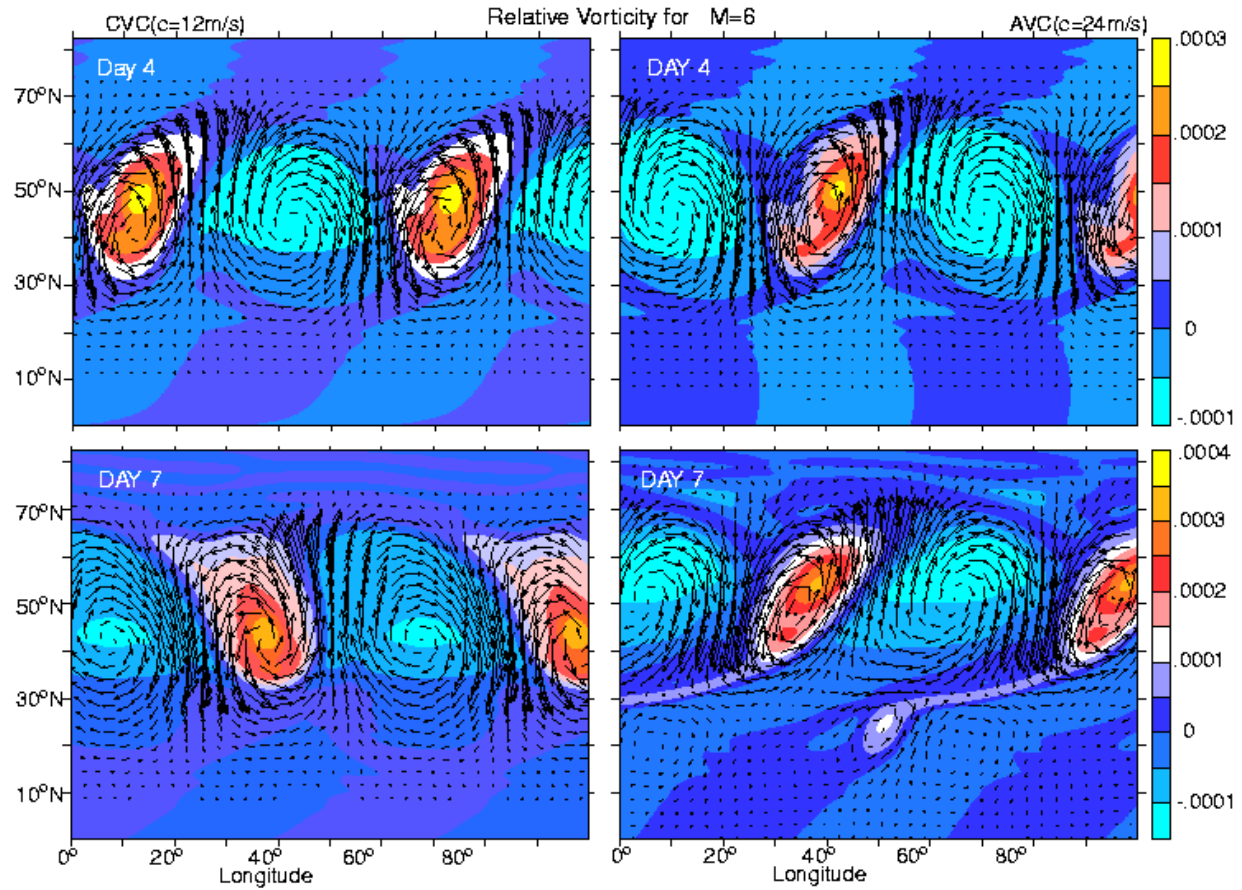 Relative Vorticity for M=6
CVC(c=12m/s)
AVC(c=24m/s)
Day 4
70°N
50°N
30°N
10°N
DAY 4
.0003
.0002
.0001
0
-.0001
DAY 7
70°N
50°N
30°N
10°N
0° 20° 40° 60° 80°
Longitude
DAY 7
0° 20° 40° 60° 80°
Longitude
.0004
.0003
.0002
.0001
0
-.0001